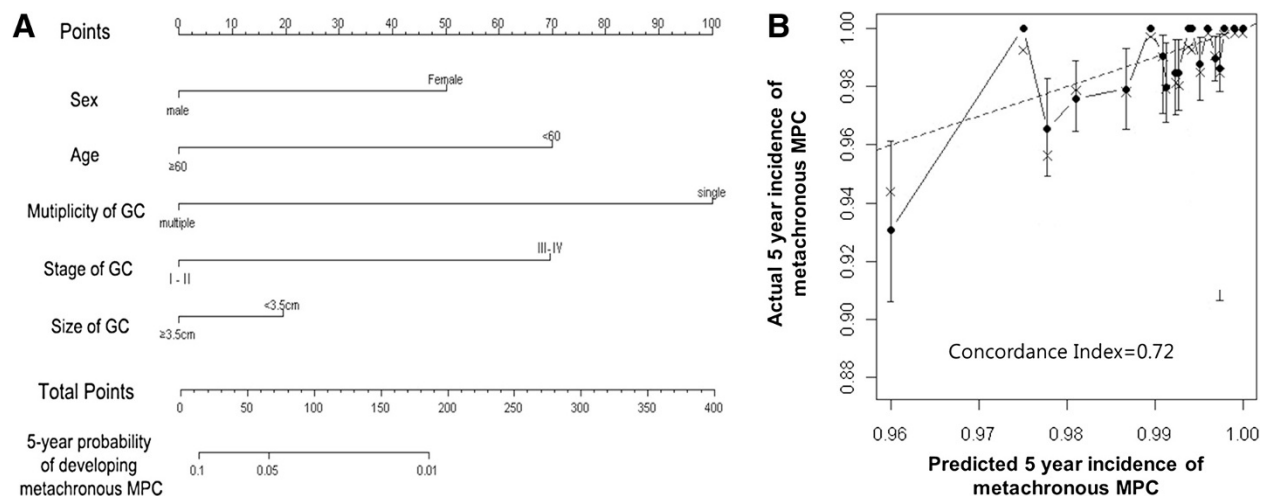 A
Points
0 10 20 30 40 50 60 70 80 90 100
Sex
Female
male
Age
<60
≥60
Mutiplicity of GC
single
multiple
Stage of GC
III-IV
I - II
Size of GC
<3.5cm
≥3.5cm
Total Points
0 50 100 150 200 250 300 350 400
5-year probability
of developing
metachronous MPC
0.1 0.05 0.01
B
Actual 5 year incidence of
metachronous MPC
1.00
0.98
0.96
0.94
0.92
0.90
0.88
Concordance Index=0.72
0.96 0.97 0.98 0.99 1.00
Predicted 5 year incidence of
metachronous MPC